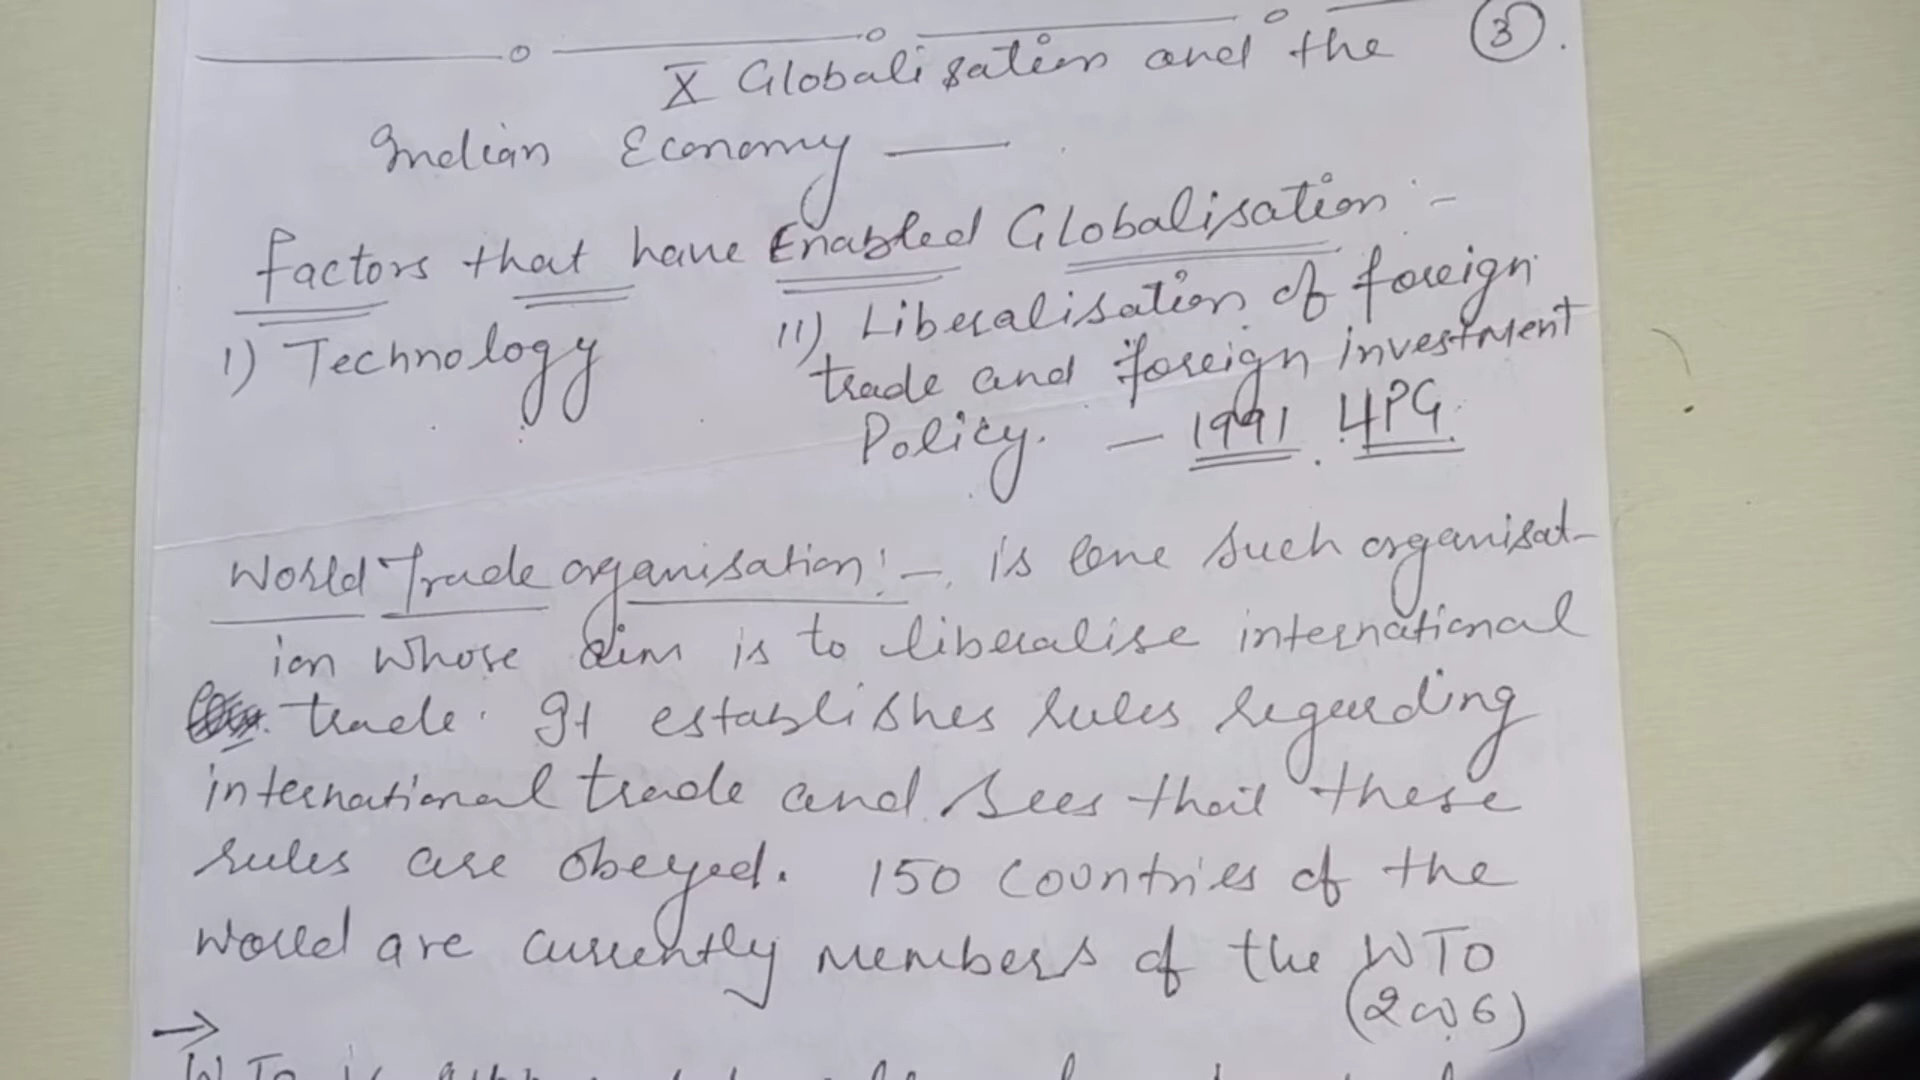 X Globalisation and the 3.
Indian Economy —
factors that have Enabled Globalisation :-
1) Technology
11) Liberalisation of foreign
trade and foreign investment
Policy. — 1991. LPG.
World Trade organisation! - is one such organisat-
ion whose aim is to liberalise international
trade. It establishes rules regarding
international trade and sees that these
rules are obeyed. 150 Countries of the
World are currently members of the WTO
(2006)
→
WTO is